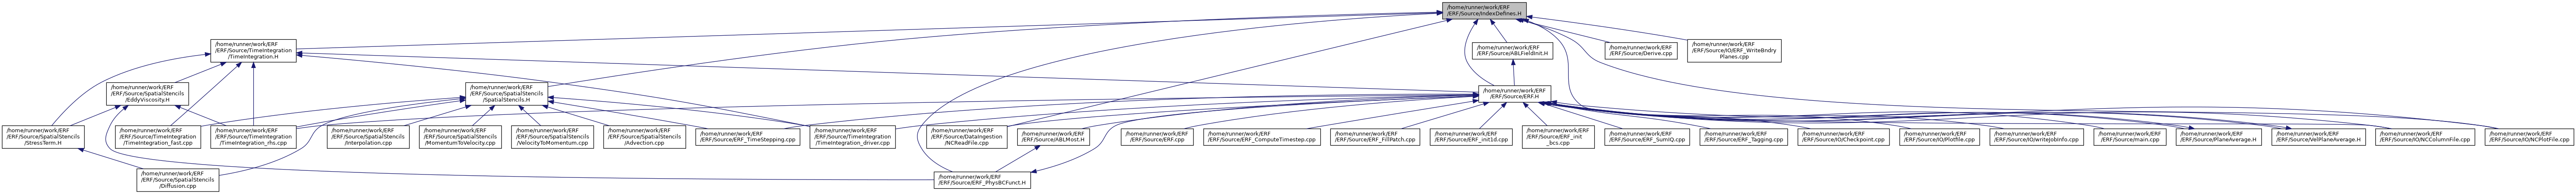 /home/runner/work/ERF
/ERF/Source/IndexDefines.H
/home/runner/work/ERF
/ERF/Source/TimeIntegration
/TimeIntegration.H
/home/runner/work/ERF
/ERF/Source/ABLFieldInit.H
/home/runner/work/ERF
/ERF/Source/Derive.cpp
/home/runner/work/ERF
/ERF/Source/IO/ERF_WriteBndry
Planes.cpp
/home/runner/work/ERF
/ERF/Source/SpatialStencils
/EddyViscosity.H
/home/runner/work/ERF
/ERF/Source/SpatialStencils
/SpatialStencils.H
/home/runner/work/ERF
/ERF/Source/ERF.H
/home/runner/work/ERF
/ERF/Source/SpatialStencils
/StressTerm.H
/home/runner/work/ERF
/ERF/Source/TimeIntegration
/TimeIntegration_fast.cpp
/home/runner/work/ERF
/ERF/Source/TimeIntegration
/TimeIntegration_rhs.cpp
/home/runner/work/ERF
/ERF/Source/SpatialStencils
/Interpolation.cpp
/home/runner/work/ERF
/ERF/Source/SpatialStencils
/MomentumToVelocity.cpp
/home/runner/work/ERF
/ERF/Source/SpatialStencils
/VelocityToMomentum.cpp
/home/runner/work/ERF
/ERF/Source/SpatialStencils
/Advection.cpp
/home/runner/work/ERF
/ERF/Source/ERF_TimeStepping.cpp
/home/runner/work/ERF
/ERF/Source/TimeIntegration
/TimeIntegration_driver.cpp
/home/runner/work/ERF
/ERF/Source/DataIngestion
/NCReadFile.cpp
/home/runner/work/ERF
/ERF/Source/ABLMost.H
/home/runner/work/ERF
/ERF/Source/ERF.cpp
/home/runner/work/ERF
/ERF/Source/ERF_ComputeTimestep.cpp
/home/runner/work/ERF
/ERF/Source/ERF_FillPatch.cpp
/home/runner/work/ERF
/ERF/Source/ERF_init1d.cpp
/home/runner/work/ERF
/ERF/Source/ERF_init
_bcs.cpp
/home/runner/work/ERF
/ERF/Source/ERF_SumIQ.cpp
/home/runner/work/ERF
/ERF/Source/ERF_Tagging.cpp
/home/runner/work/ERF
/ERF/Source/IO/Checkpoint.cpp
/home/runner/work/ERF
/ERF/Source/IO/Plotfile.cpp
/home/runner/work/ERF
/ERF/Source/IO/writeJobInfo.cpp
/home/runner/work/ERF
/ERF/Source/main.cpp
/home/runner/work/ERF
/ERF/Source/PlaneAverage.H
/home/runner/work/ERF
/ERF/Source/VelPlaneAverage.H
/home/runner/work/ERF
/ERF/Source/IO/NCColumnFile.cpp
/home/runner/work/ERF
/ERF/Source/IO/NCPlotFile.cpp
/home/runner/work/ERF
/ERF/Source/SpatialStencils
/Diffusion.cpp
/home/runner/work/ERF
/ERF/Source/ERF_PhysBCFunct.H